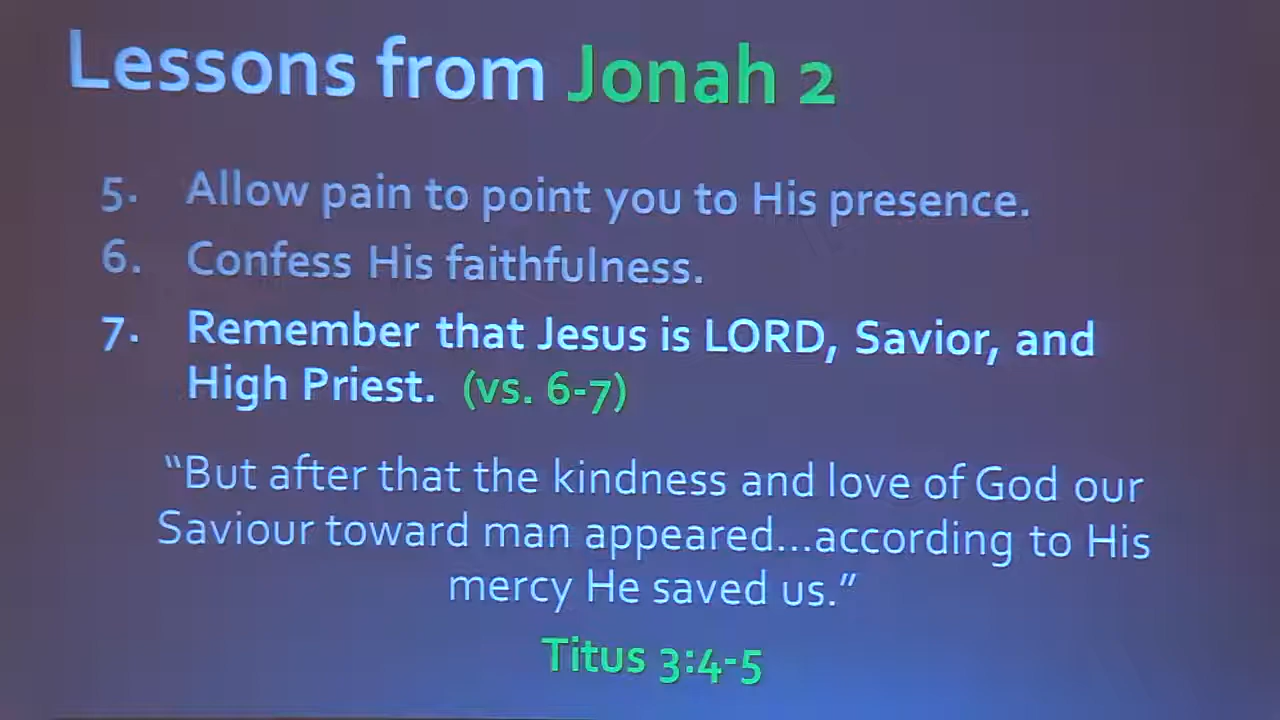 Lessons from Jonah 2
5. Allow pain to point you to His presence.
6. Confess His faithfulness.
7. Remember that Jesus is LORD, Savior, and
High Priest. (vs. 6-7)
“But after that the kindness and love of God our
Saviour toward man appeared...according to His
mercy He saved us.”
Titus 3:4-5